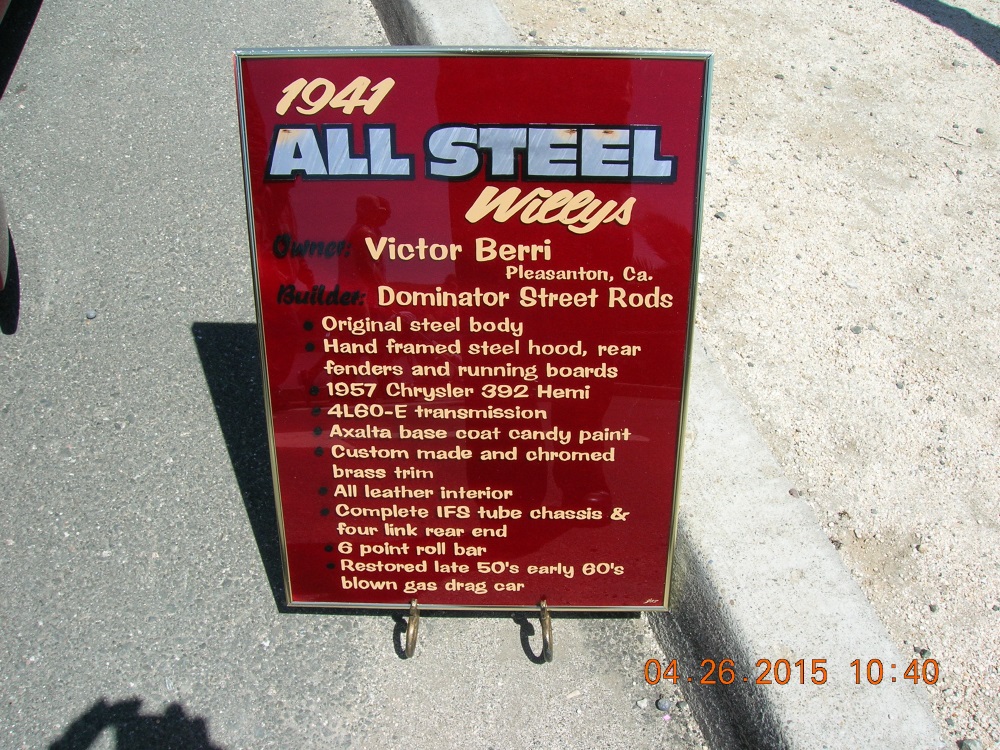 1941
ALL STEEL
Willys
Owner: Victor Berri
Pleasanton, Ca.
Builder: Dominator Street Rods
• Original steel body
• Hand framed steel hood, rear
fenders and running boards
• 1957 Chrysler 392 Hemi
• 4L60-E transmission
• Axalta base coat candy paint
• Custom made and chromed
brass trim
• All leather interior
• Complete IFS tube chassis &
four link rear end
• 6 point roll bar
• Restored late 50's early 60's
blown gas drag car
04.26.2015 10:40